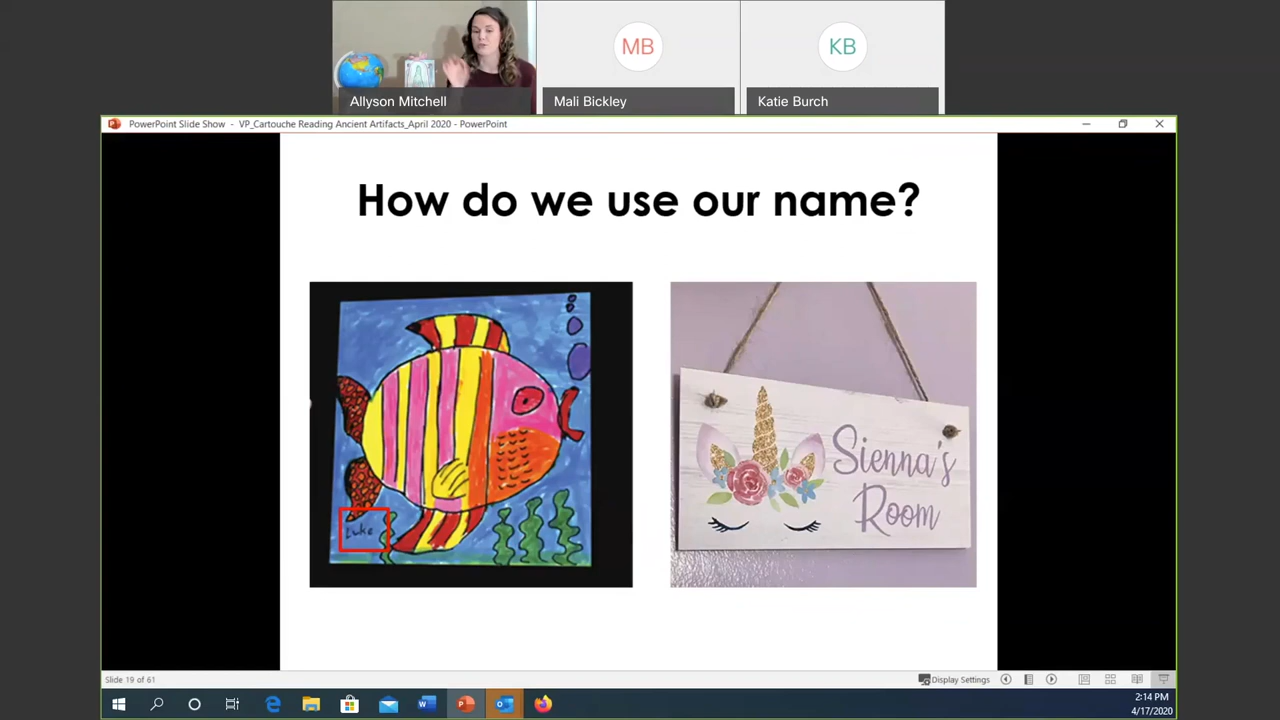 MB
KB
Allyson Mitchell
Mali Bickley
Katie Burch
PowerPoint Slide Show - VP_Cartouche Reading Ancient Artifacts_April 2020 - PowerPoint
How do we use our name?
Luke
Sienna's
Room
Slide 19 of 61
Display Settings
2:14 PM
4/17/2020